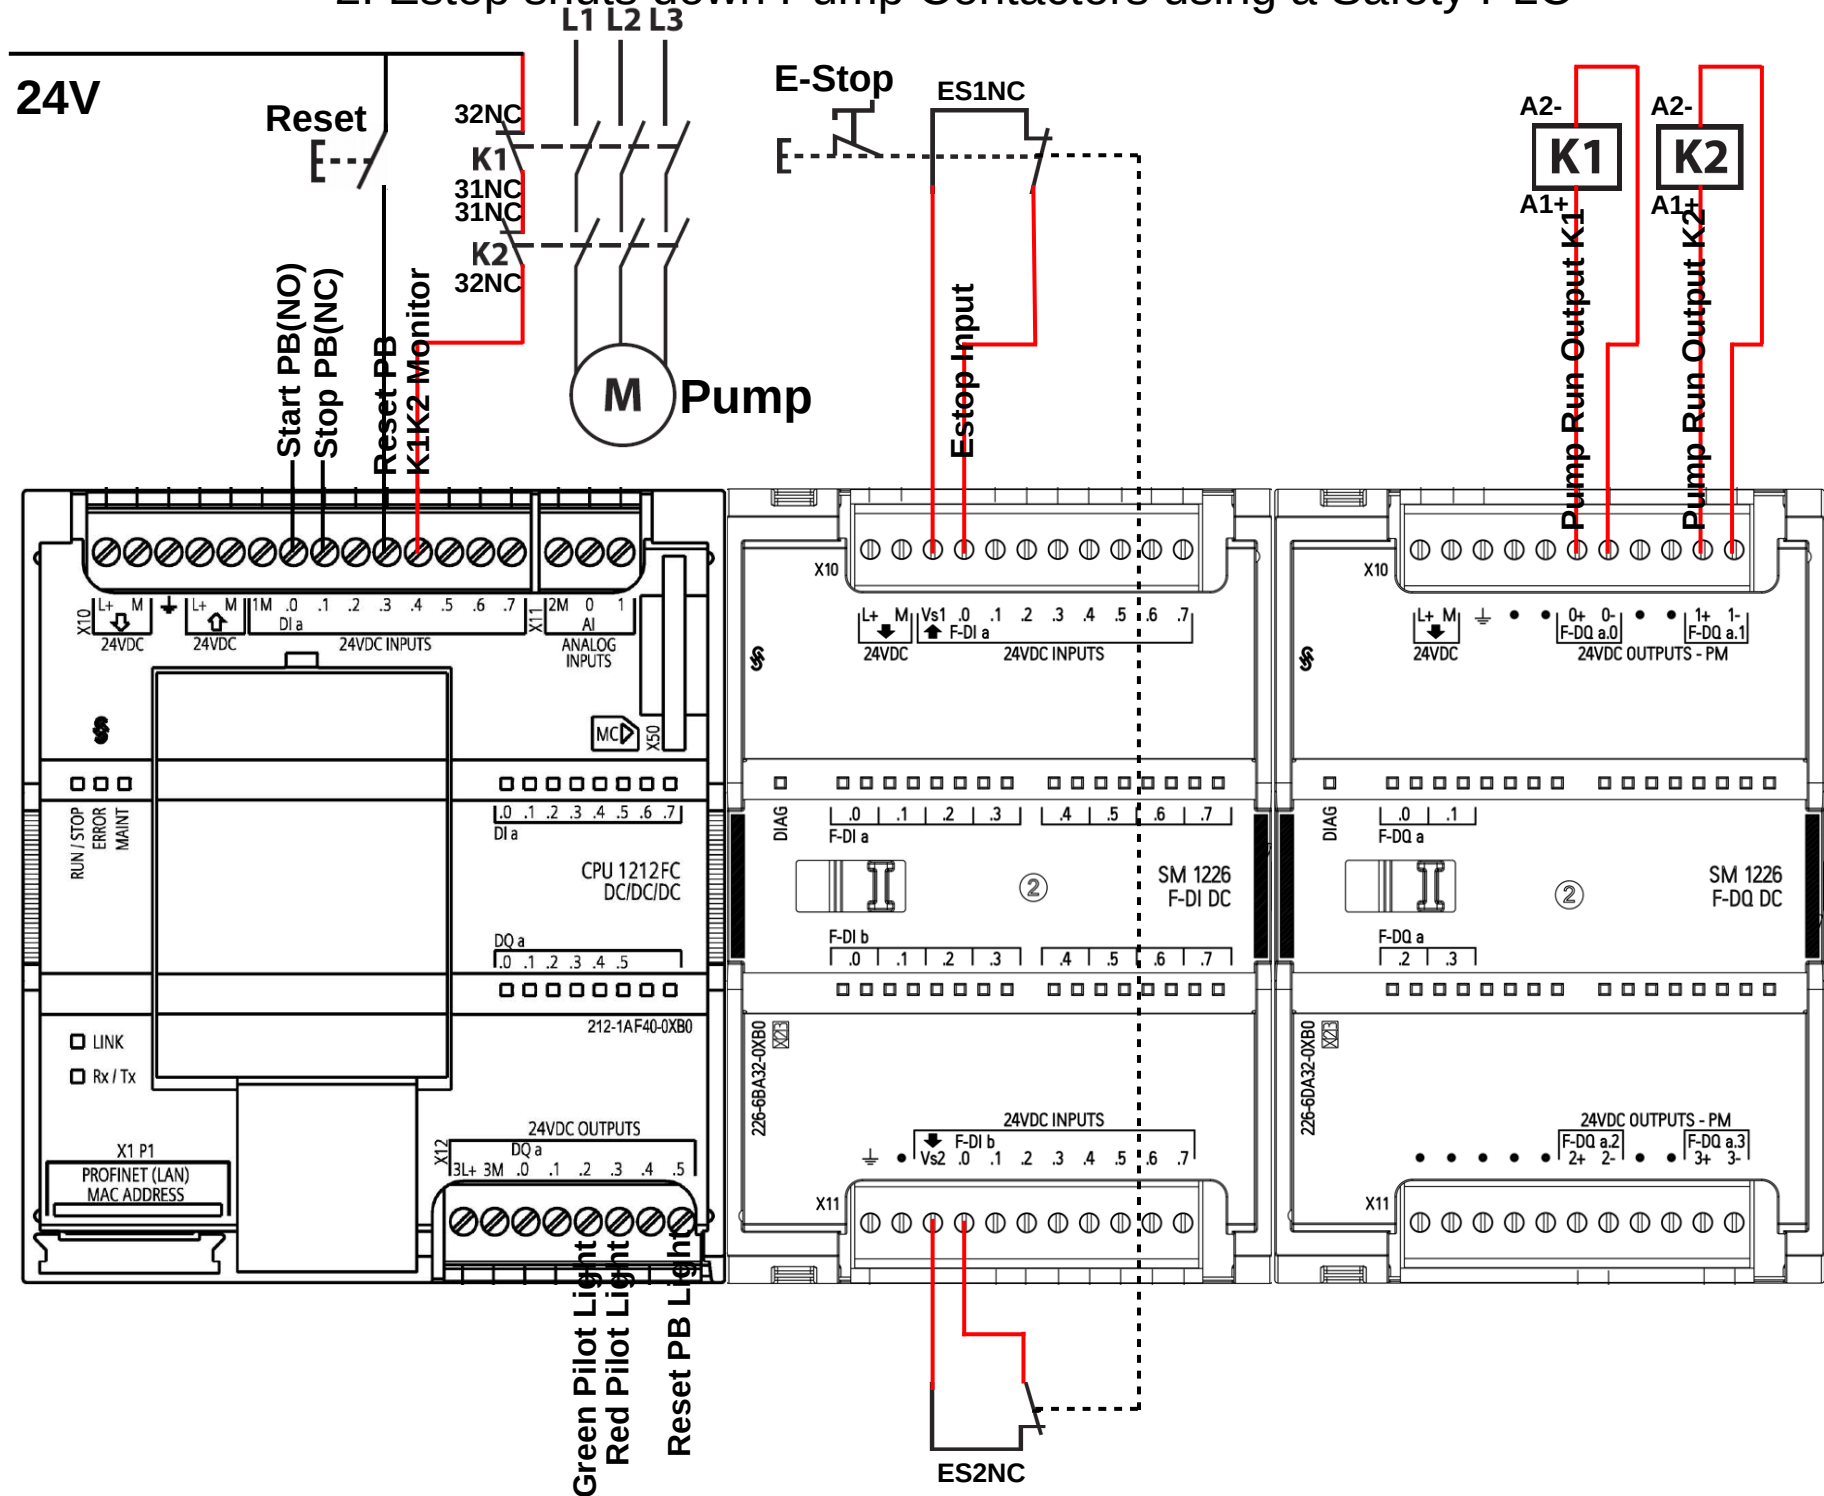 2. Estop shuts down Pump Contactors using a Safety PLC
L1 L2 L3
24V
Reset
32NC
K1
31NC
31NC
K2
32NC
E-Stop
ES1NC
A2-
K1
A1+
A2-
K2
A1+
Start PB(NO)
Stop PB(NC)
Reset PB
K1K2 Monitor
M
Pump
Estop Input
Pump Run Output K1
Pump Run Output K2
X10
L+ M
24VDC
L+ M
24VDC
1M .0 .1 .2 .3 .4 .5 .6 .7
DI a
24VDC INPUTS
X11
2M 0 1
AI
ANALOG
INPUTS
MC
X50
RUN / STOP
ERROR
MAINT
.0 .1 .2 .3 .4 .5 .6 .7
DI a
CPU 1212FC
DC/DC/DC
DQ a
.0 .1 .2 .3 .4 .5
212-1AF40-0XB0
LINK
Rx / Tx
X1 P1
PROFINET (LAN)
MAC ADDRESS
24VDC OUTPUTS
X12
DQ a
3L+ 3M .0 .1 .2 .3 .4 .5
Green Pilot Light
Red Pilot Light
Reset PB Light
X10
L+ M
24VDC
Vs1 .0 .1 .2 .3 .4 .5 .6 .7
F-DI a
24VDC INPUTS
DIAG
.0 .1 .2 .3 .4 .5 .6 .7
F-DI a
2
SM 1226
F-DI DC
F-DI b
.0 .1 .2 .3 .4 .5 .6 .7
226-6BA32-0XB0
24VDC INPUTS
F-DI b
Vs2 .0 .1 .2 .3 .4 .5 .6 .7
X11
ES2NC
X10
L+ M
24VDC
0+ 0-
F-DQ a.0
1+ 1-
F-DQ a.1
24VDC OUTPUTS - PM
DIAG
.0 .1
F-DQ a
2
SM 1226
F-DQ DC
F-DQ a
.2 .3
226-6DA32-0XB0
24VDC OUTPUTS - PM
F-DQ a.2
2+ 2-
F-DQ a.3
3+ 3-
X11